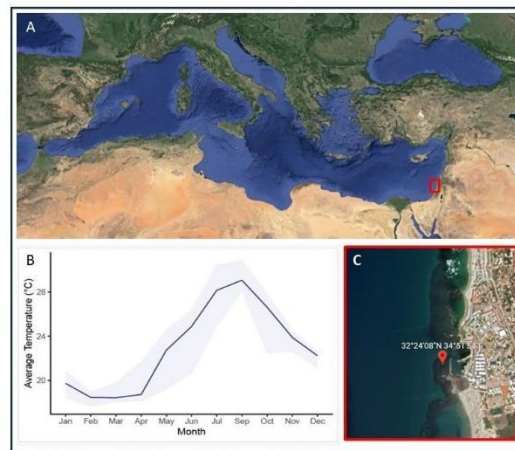 A
B
Average Temperature (°C)
28
24
20
Jan Feb Mar Apr May Jun Jul Sep Oct Nov Dec
Month
C
32°24'08"N